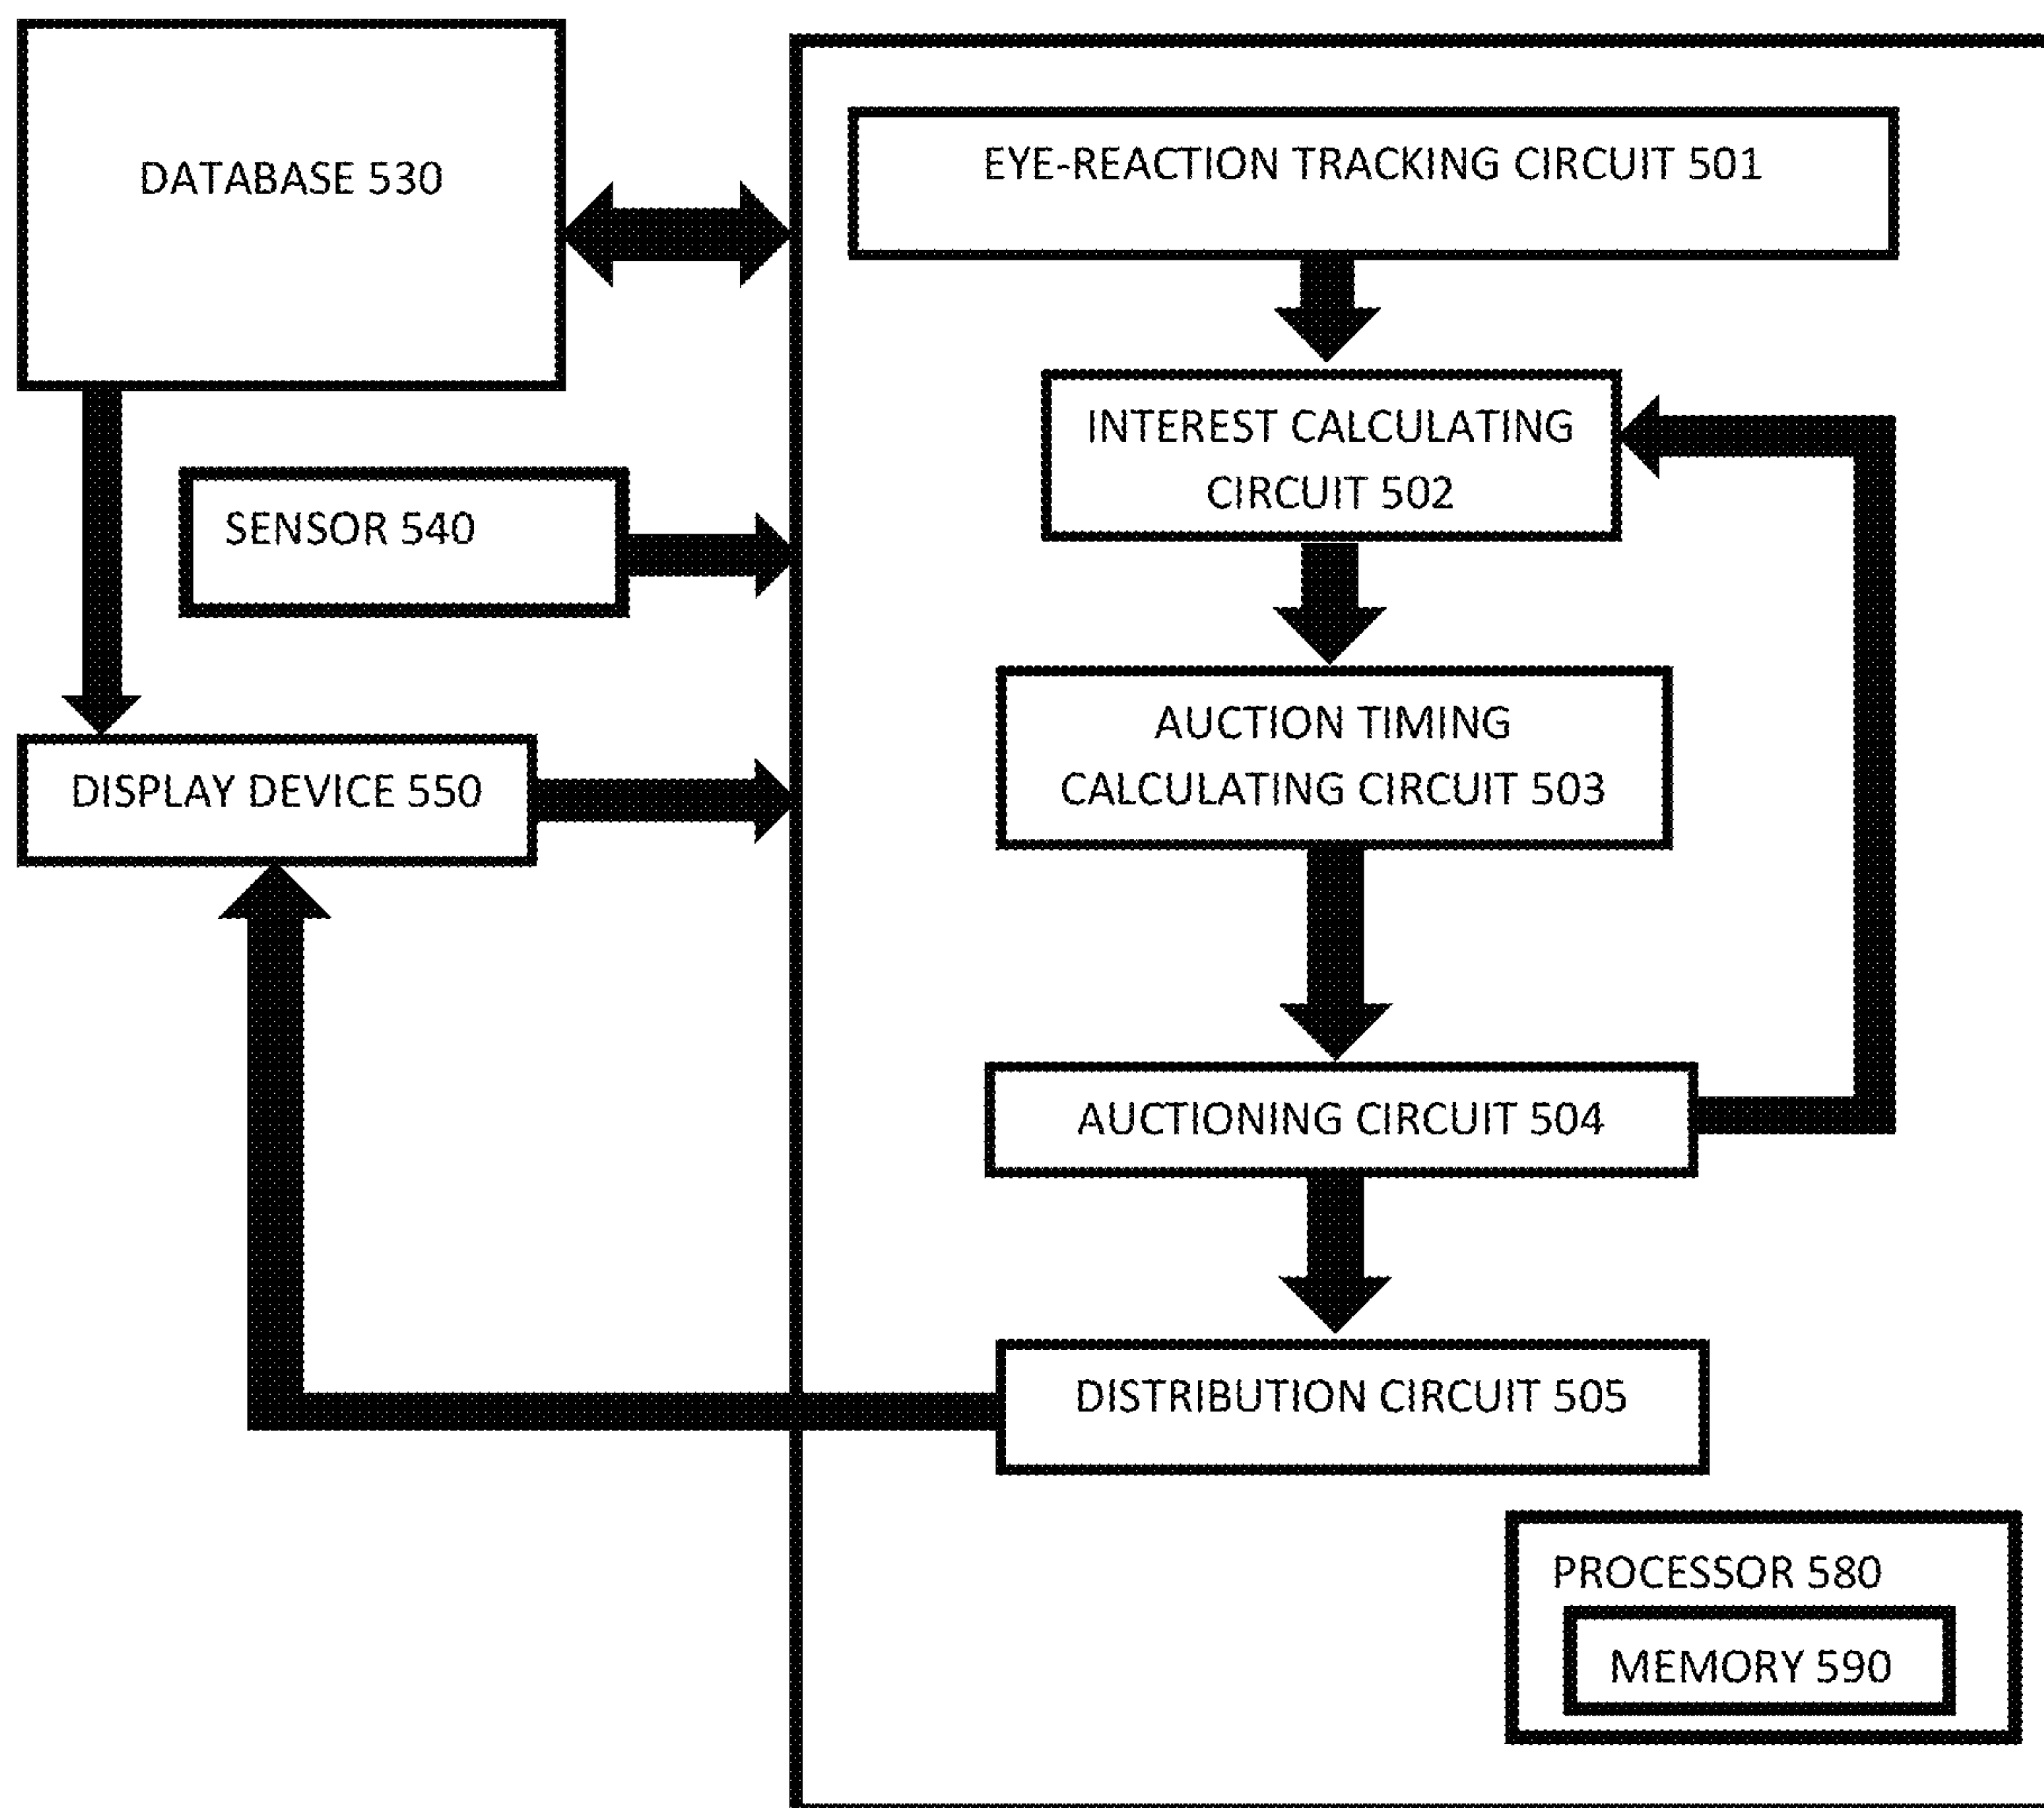 DATABASE 530
EYE-REACTION TRACKING CIRCUIT 501
INTEREST CALCULATING
CIRCUIT 502
SENSOR 540
AUCTION TIMING
CALCULATING CIRCUIT 503
DISPLAY DEVICE 550
AUCTIONING CIRCUIT 504
DISTRIBUTION CIRCUIT 505
PROCESSOR 580
MEMORY 590